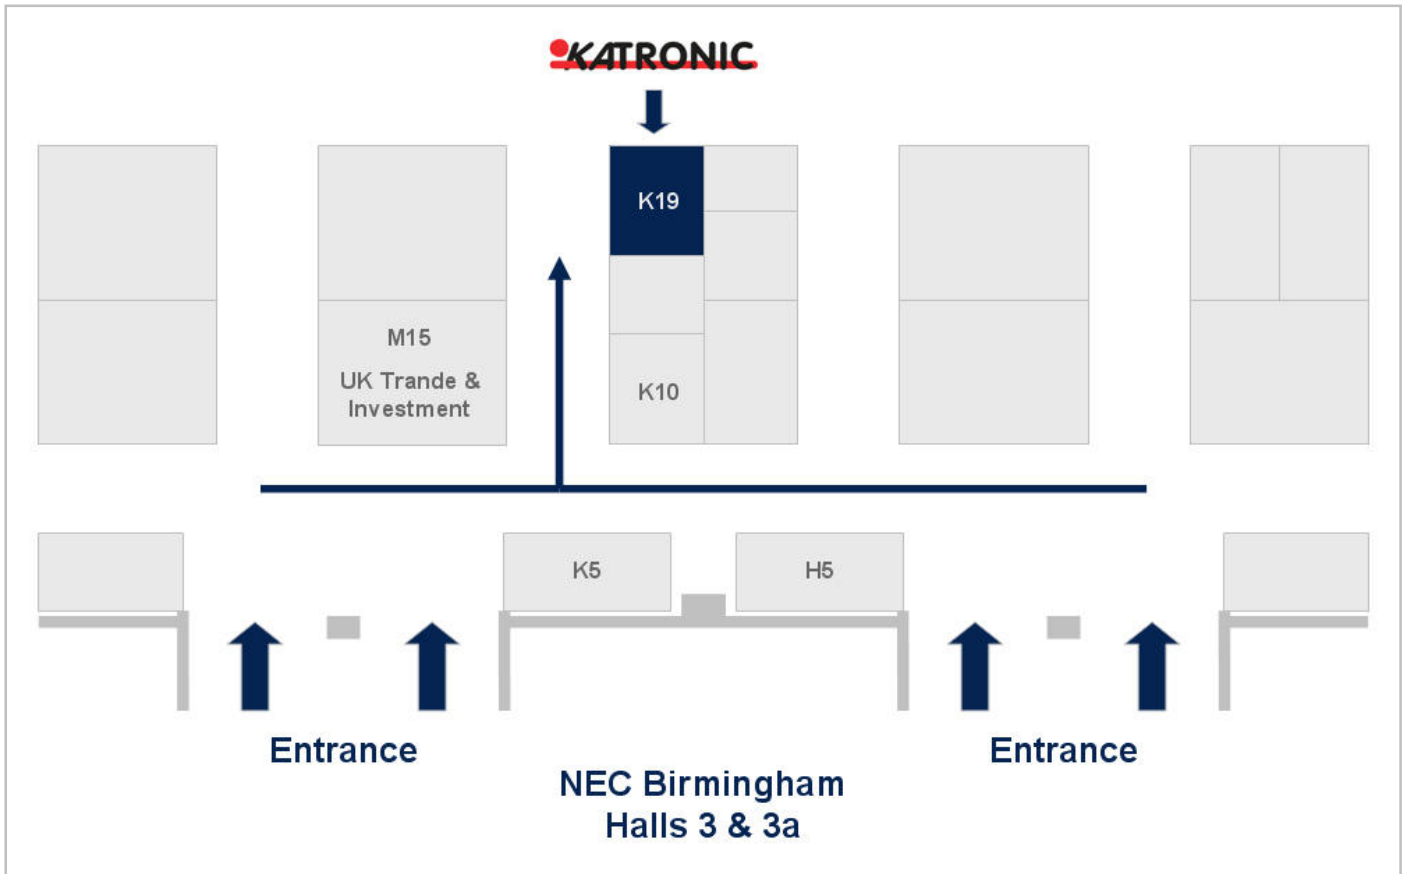 KATRONIC
K19
M15
UK Trande &
Investment
K10
K5
H5
Entrance
Entrance
NEC Birmingham
Halls 3 & 3a